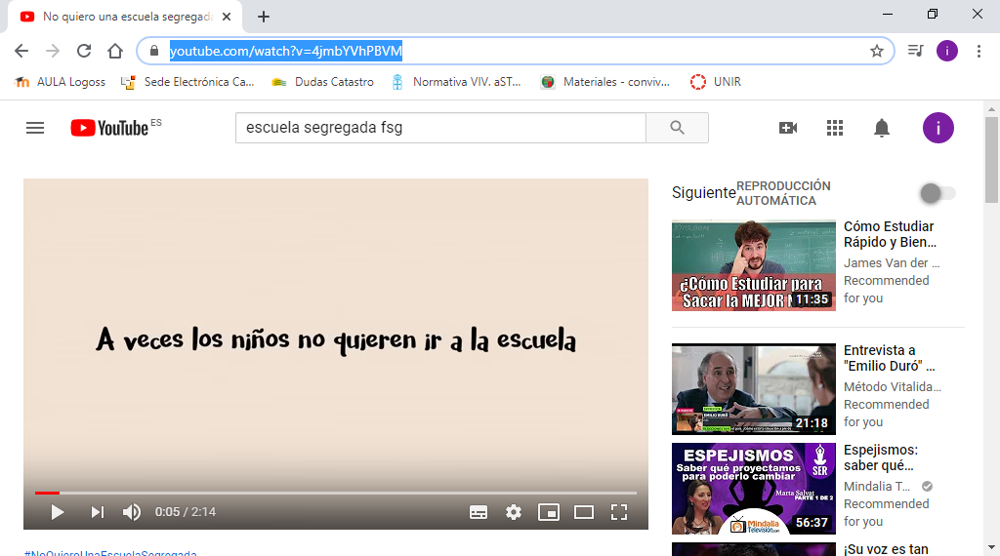 No quiero una escuela segregada
youtube.com/watch?v=4jmbYVhPBVM
AULA Logoss
Sede Electrónica Ca...
Dudas Catastro
Normativa VIV. aST...
Materiales - conviv...
UNIR
YouTube ES
escuela segregada fsg
i
A veces los niños no quieren ir a la escuela
0:05 / 2:14
#NoQuieroUnaEscuelaSegregada
Siguiente
REPRODUCCIÓN
AUTOMÁTICA
¿Cómo Estudiar para
Sacar la MEJOR N
11:35
Cómo Estudiar
Rápido y Bien...
James Van der ...
Recommended
for you
EMILIO DURÓ
21:18
Entrevista a
"Emilio Duró" ...
Método Vitalida...
Recommended
for you
ESPEJISMOS
Saber qué proyectamos
para poderlo cambiar
SER
Marta Salvat
PARTE 1 DE 2
Mindalia
Televisión.com
56:37
Espejismos:
saber qué...
Mindalia T...
Recommended
for you
¡Su voz es tan